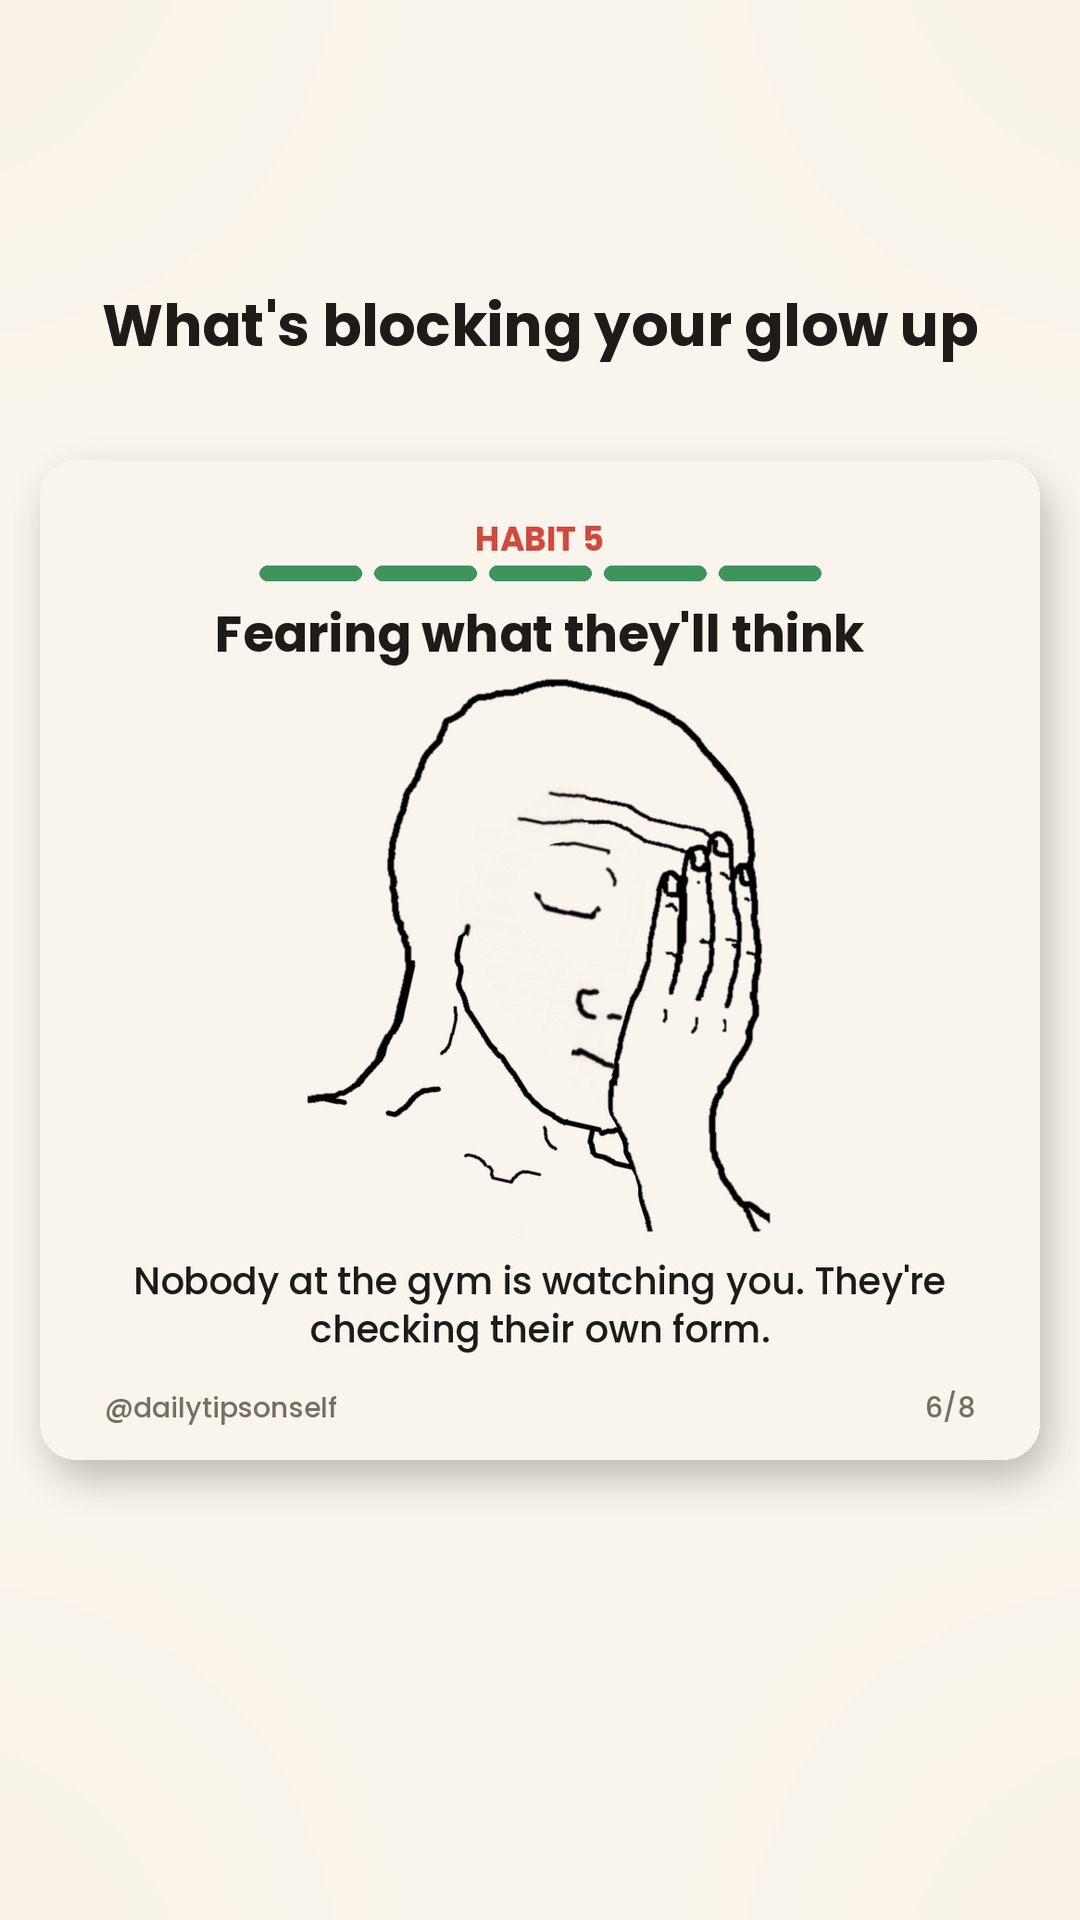 What's blocking your glow up
HABIT 5
Fearing what they'll think
Nobody at the gym is watching you. They're
checking their own form.
@dailytipsonself
6/8